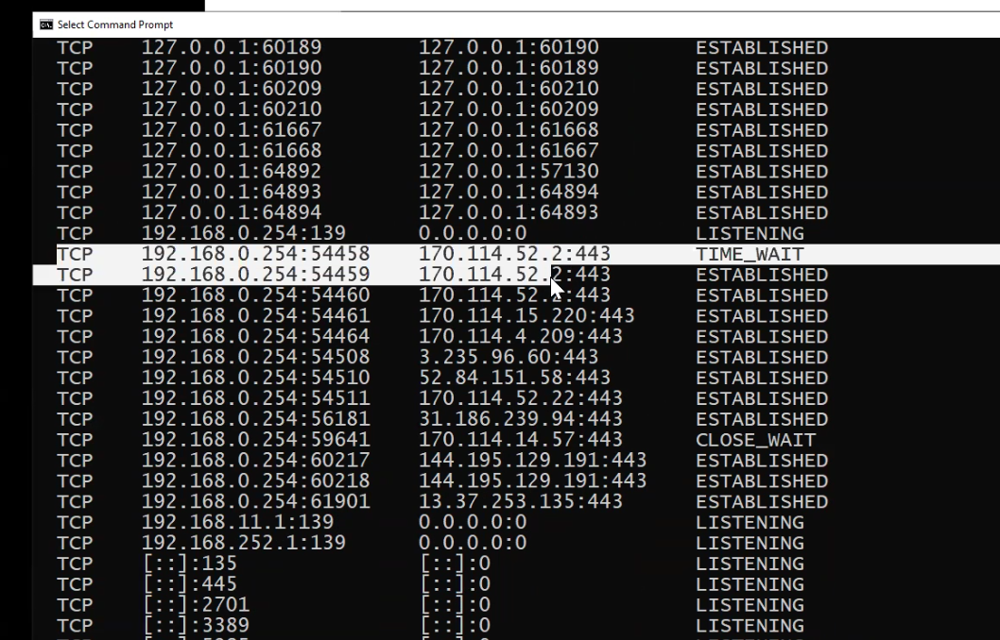 Select Command Prompt
TCP 127.0.0.1:60189 127.0.0.1:60190 ESTABLISHED
TCP 127.0.0.1:60190 127.0.0.1:60189 ESTABLISHED
TCP 127.0.0.1:60209 127.0.0.1:60210 ESTABLISHED
TCP 127.0.0.1:60210 127.0.0.1:60209 ESTABLISHED
TCP 127.0.0.1:61667 127.0.0.1:61668 ESTABLISHED
TCP 127.0.0.1:61668 127.0.0.1:61667 ESTABLISHED
TCP 127.0.0.1:64892 127.0.0.1:57130 ESTABLISHED
TCP 127.0.0.1:64893 127.0.0.1:64894 ESTABLISHED
TCP 127.0.0.1:64894 127.0.0.1:64893 ESTABLISHED
TCP 192.168.0.254:139 0.0.0.0:0 LISTENING
TCP 192.168.0.254:54458 170.114.52.2:443 TIME_WAIT
TCP 192.168.0.254:54459 170.114.52.2:443 ESTABLISHED
TCP 192.168.0.254:54460 170.114.52.2:443 ESTABLISHED
TCP 192.168.0.254:54461 170.114.15.220:443 ESTABLISHED
TCP 192.168.0.254:54464 170.114.4.209:443 ESTABLISHED
TCP 192.168.0.254:54508 3.235.96.60:443 ESTABLISHED
TCP 192.168.0.254:54510 52.84.151.58:443 ESTABLISHED
TCP 192.168.0.254:54511 170.114.52.22:443 ESTABLISHED
TCP 192.168.0.254:56181 31.186.239.94:443 ESTABLISHED
TCP 192.168.0.254:59641 170.114.14.57:443 CLOSE_WAIT
TCP 192.168.0.254:60217 144.195.129.191:443 ESTABLISHED
TCP 192.168.0.254:60218 144.195.129.191:443 ESTABLISHED
TCP 192.168.0.254:61901 13.37.253.135:443 ESTABLISHED
TCP 192.168.11.1:139 0.0.0.0:0 LISTENING
TCP 192.168.252.1:139 0.0.0.0:0 LISTENING
TCP [::]:135 [::]:0 LISTENING
TCP [::]:445 [::]:0 LISTENING
TCP [::]:2701 [::]:0 LISTENING
TCP [::]:3389 [::]:0 LISTENING